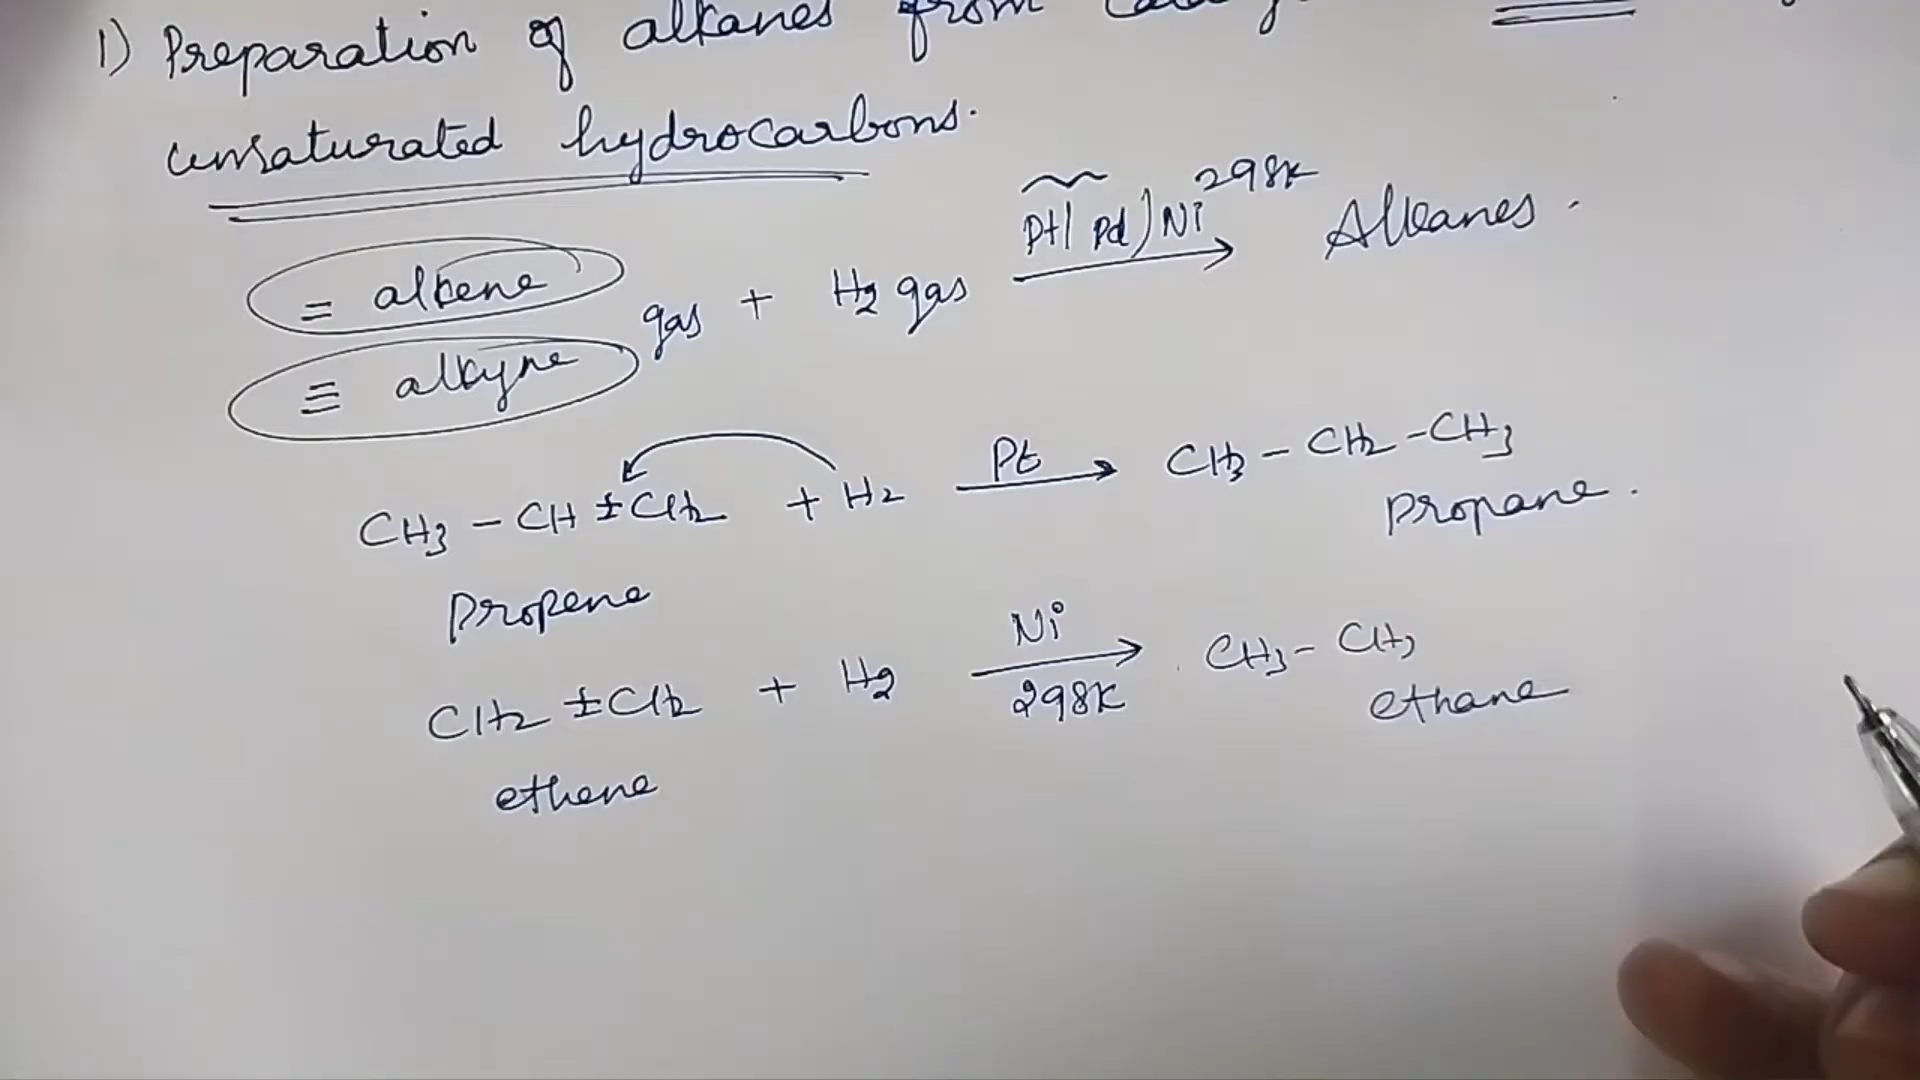 1) Preparation of alkanes from
unsaturated hydrocarbons.
= alkene
≡ alkyne
gas + H2 gas Pt/Pd/Ni 298K → Alkanes.
CH3 - CH = CH2 + H2 Pt → CH3 - CH2 - CH3
Propene Propane.
CH2 = CH2 + H2 Ni 298K → CH3 - CH3
ethene ethane